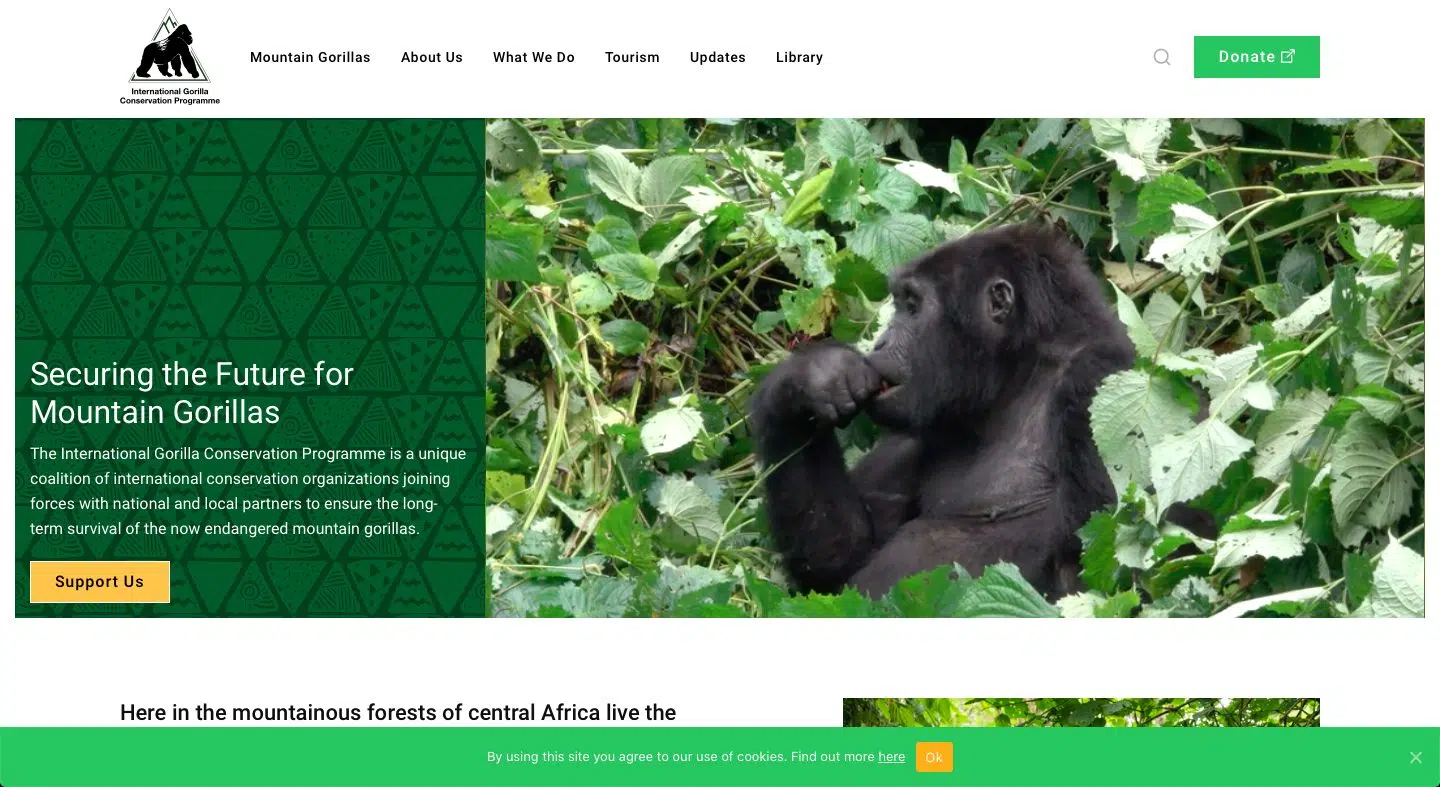 International Gorilla
Conservation Programme
Mountain Gorillas
About Us
What We Do
Tourism
Updates
Library
Donate
Securing the Future for
Mountain Gorillas
The International Gorilla Conservation Programme is a unique
coalition of international conservation organizations joining
forces with national and local partners to ensure the long-
term survival of the now endangered mountain gorillas.
Support Us
Here in the mountainous forests of central Africa live the
By using this site you agree to our use of cookies. Find out more here
Ok